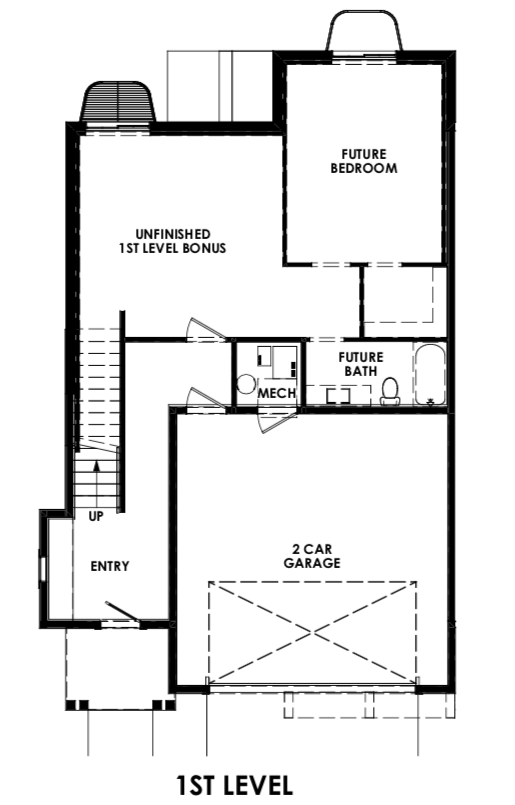 FUTURE
BEDROOM
UNFINISHED
1ST LEVEL BONUS
FUTURE
BATH
MECH
UP
ENTRY
2 CAR
GARAGE
1ST LEVEL